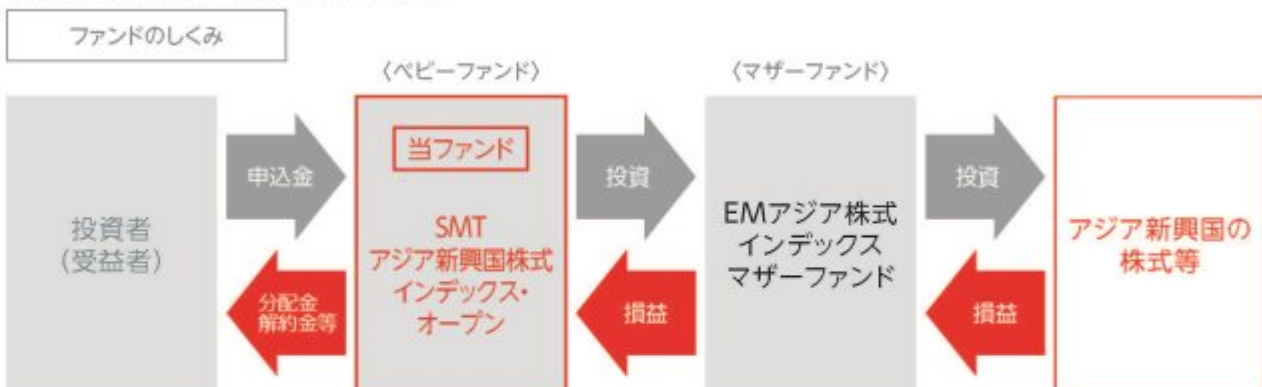 ファンドのしくみ
〈ベビーファンド〉
〈マザーファンド〉
投資者
(受益者)
申込金
分配金
解約金等
当ファンド
SMT
アジア新興国株式
インデックス・
オープン
投資
損益
EMアジア株式
インデックス
マザーファンド
投資
損益
アジア新興国の
株式等